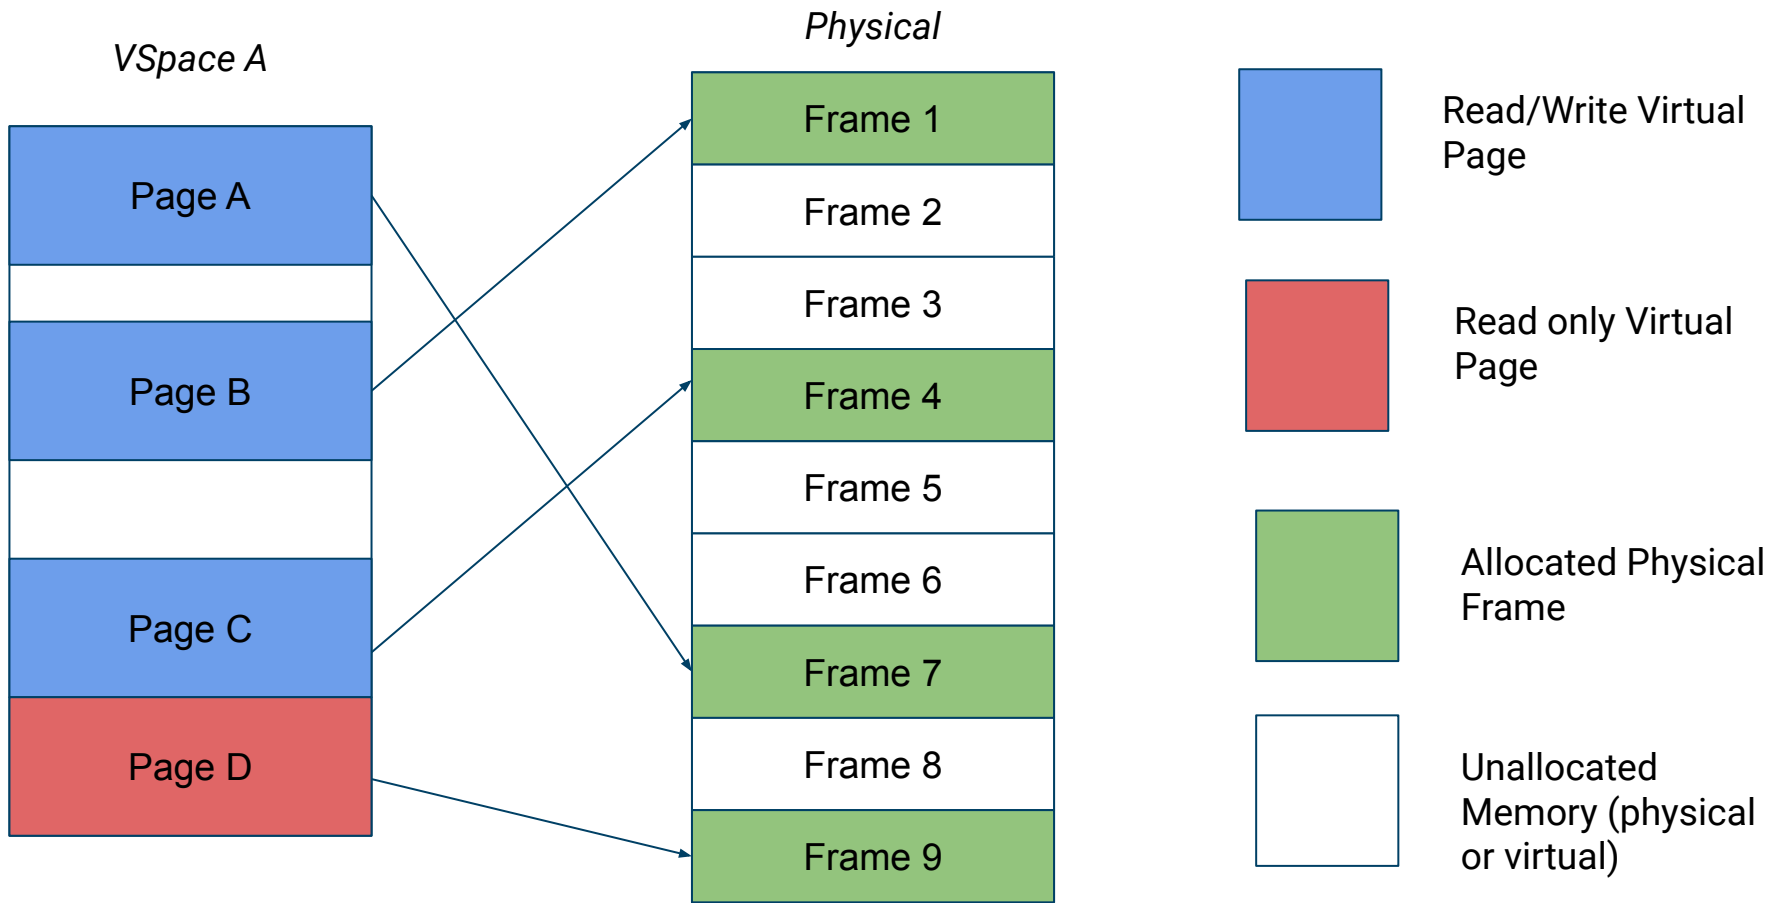 VSpace A
Page A
Page B
Page C
Page D
Physical
Frame 1
Frame 2
Frame 3
Frame 4
Frame 5
Frame 6
Frame 7
Frame 8
Frame 9
Read/Write Virtual
Page
Read only Virtual
Page
Allocated Physical
Frame
Unallocated
Memory (physical
or virtual)